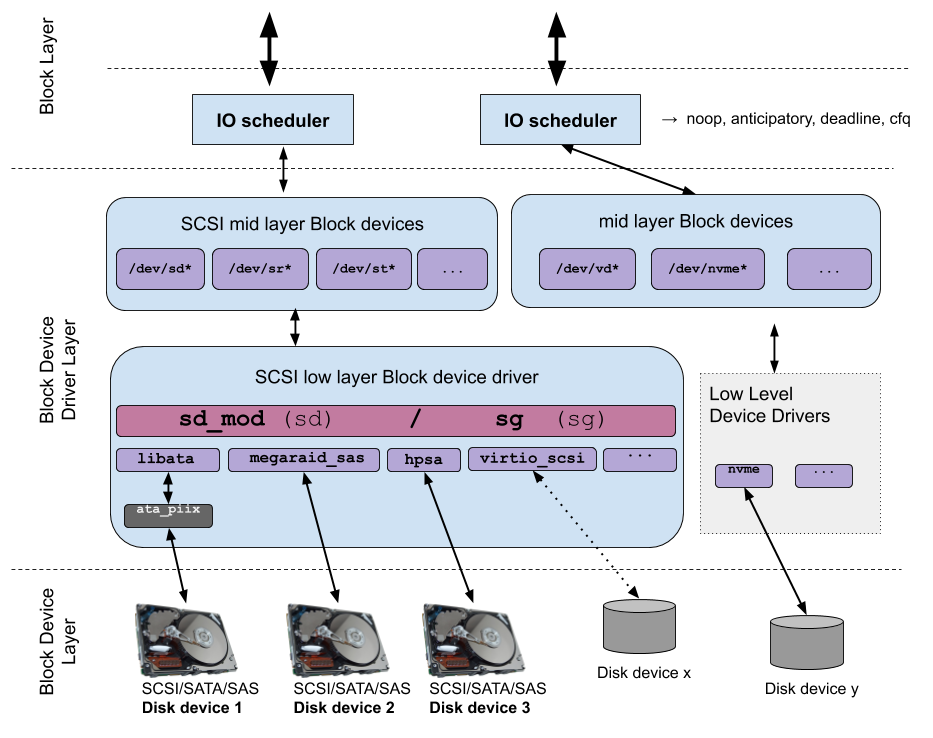 Block Layer
IO scheduler
IO scheduler
→ noop, anticipatory, deadline, cfq
Block Device
Driver Layer
SCSI mid layer Block devices
/dev/sd*
/dev/sr*
/dev/st*
...
mid layer Block devices
/dev/vd*
/dev/nvme*
...
SCSI low layer Block device driver
sd_mod (sd) / sg (sg)
libata
megaraid_sas
hpsa
virtio_scsi
...
ata_piix
Low Level
Device Drivers
nvme
...
Block Device
Layer
SCSI/SATA/SAS
Disk device 1
SCSI/SATA/SAS
Disk device 2
SCSI/SATA/SAS
Disk device 3
Disk device x
Disk device y